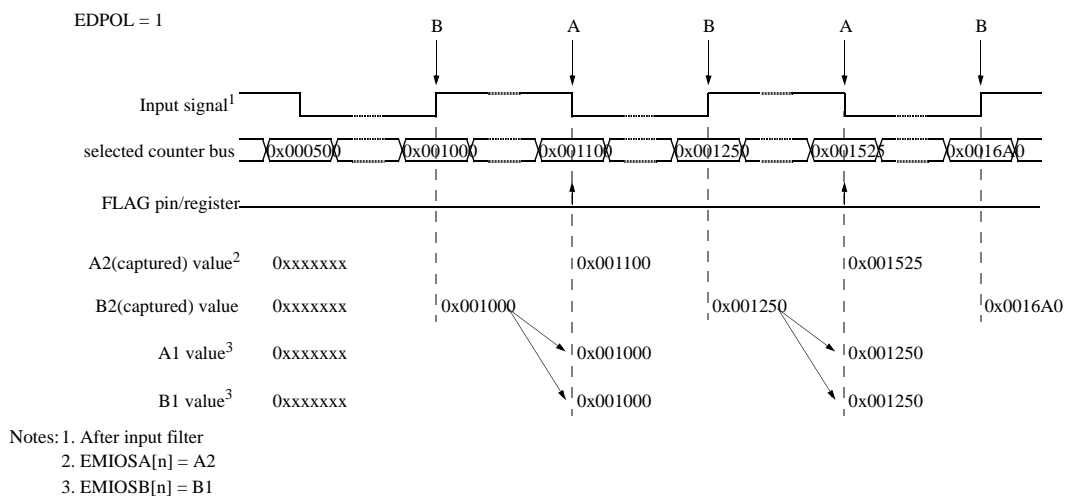 EDPOL = 1
B A B A B
Input signal1
selected counter bus 0x000500 0x001000 0x001100 0x001250 0x001525 0x0016A0
FLAG pin/register
A2(captured) value2 0xxxxxxx 0x001100 0x001525
B2(captured) value 0xxxxxxx 0x001000 0x001250 0x0016A0
A1 value3 0xxxxxxx 0x001000 0x001250
B1 value3 0xxxxxxx 0x001000 0x001250
Notes: 1. After input filter
2. EMIOSA[n] = A2
3. EMIOSB[n] = B1